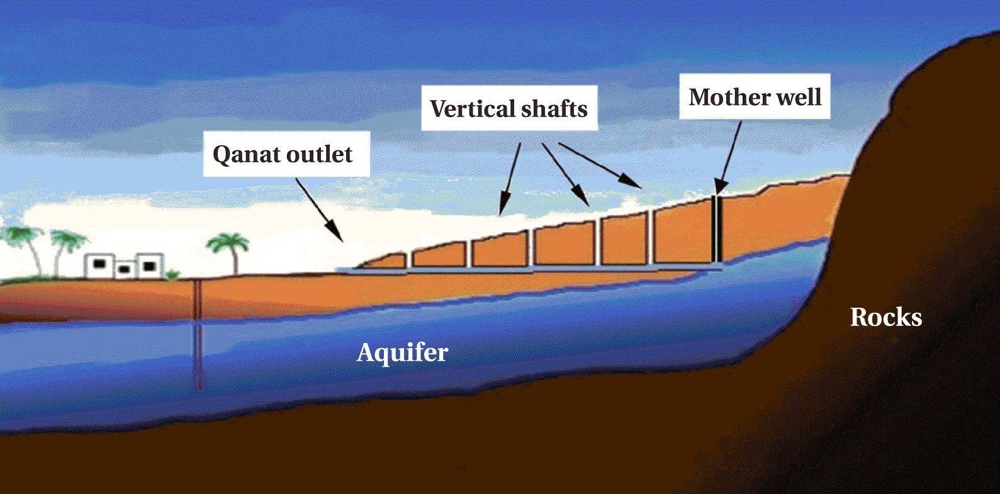 Mother well
Vertical shafts
Qanat outlet
Rocks
Aquifer